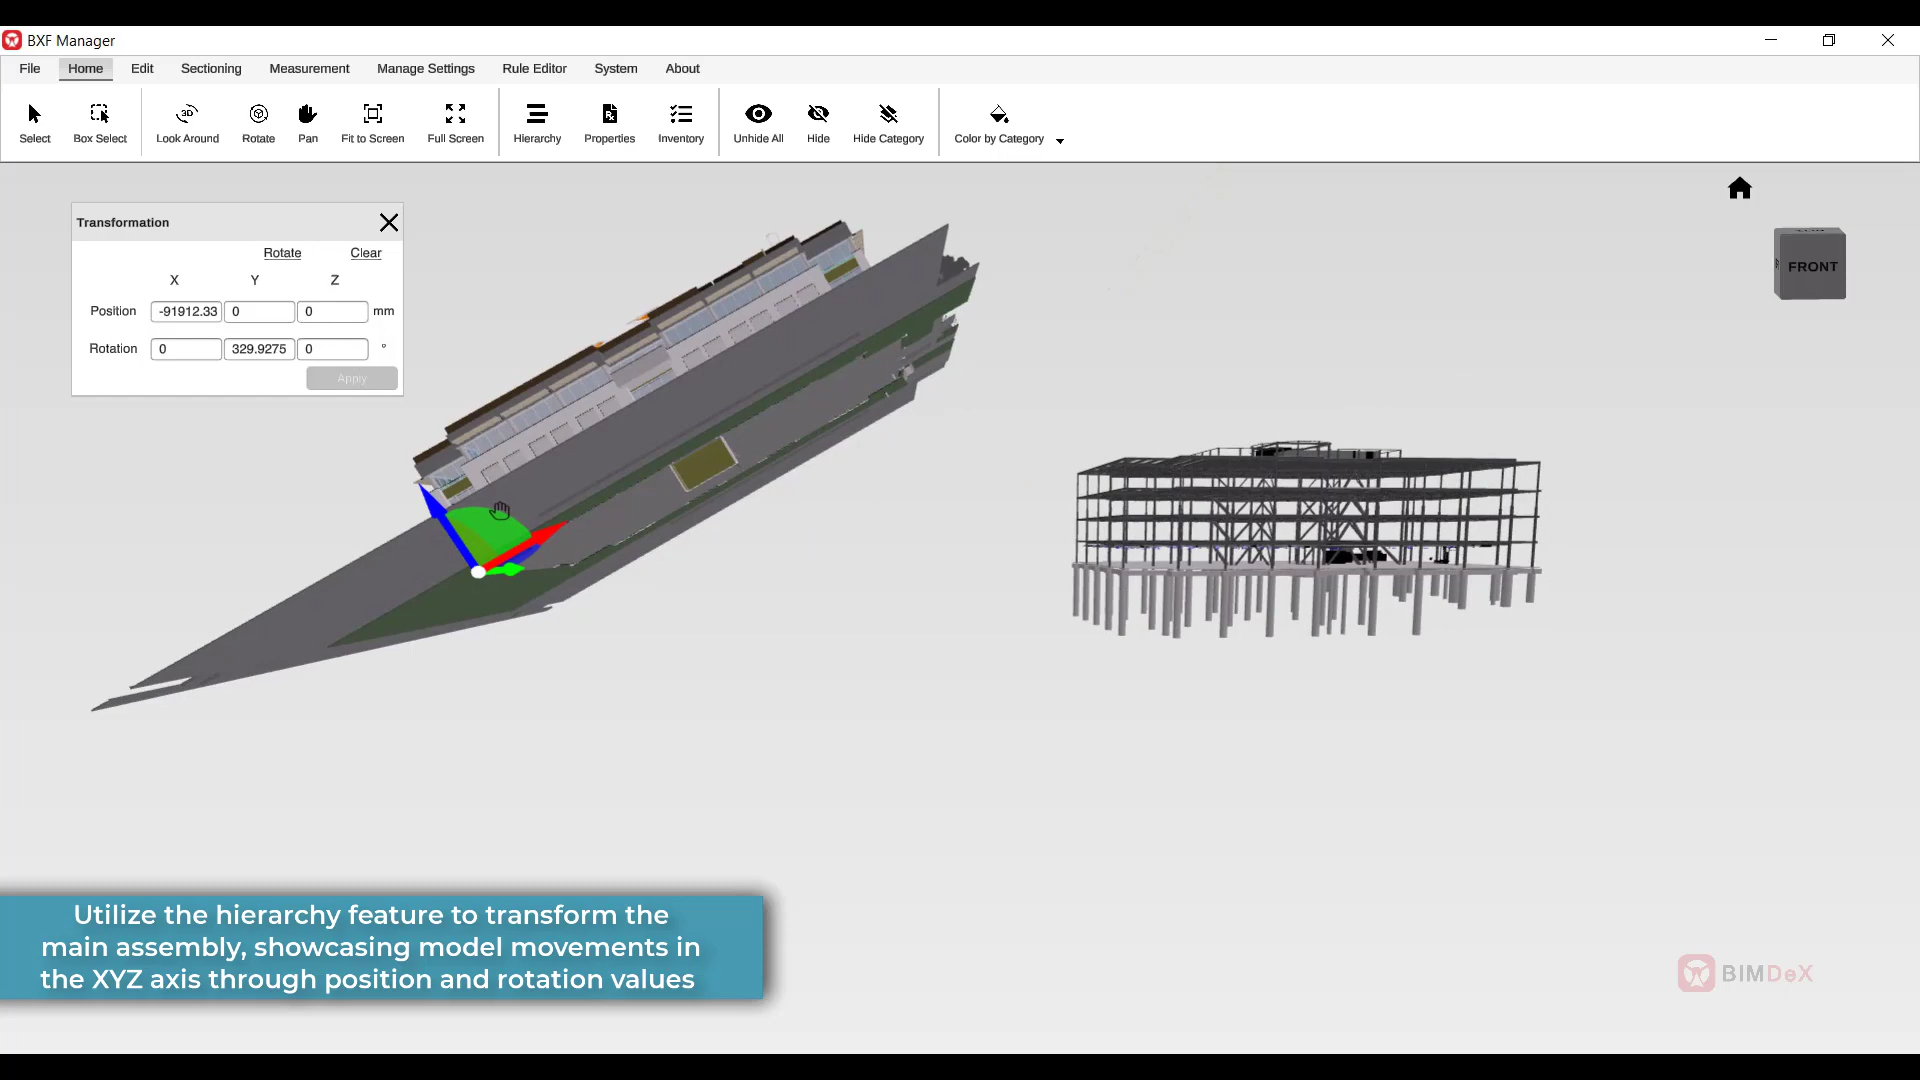 BXF Manager
File Home Edit Sectioning Measurement Manage Settings Rule Editor System About
3D
Select Box Select Look Around Rotate Pan Fit to Screen Full Screen Hierarchy Properties Inventory Unhide All Hide Hide Category Color by Category
Transformation
Rotate Clear
X Y Z
Position -91912.33 0 0 mm
Rotation 0 329.9275 0 °
Apply
FRONT
Utilize the hierarchy feature to transform the
main assembly, showcasing model movements in
the XYZ axis through position and rotation values
BIMDeX